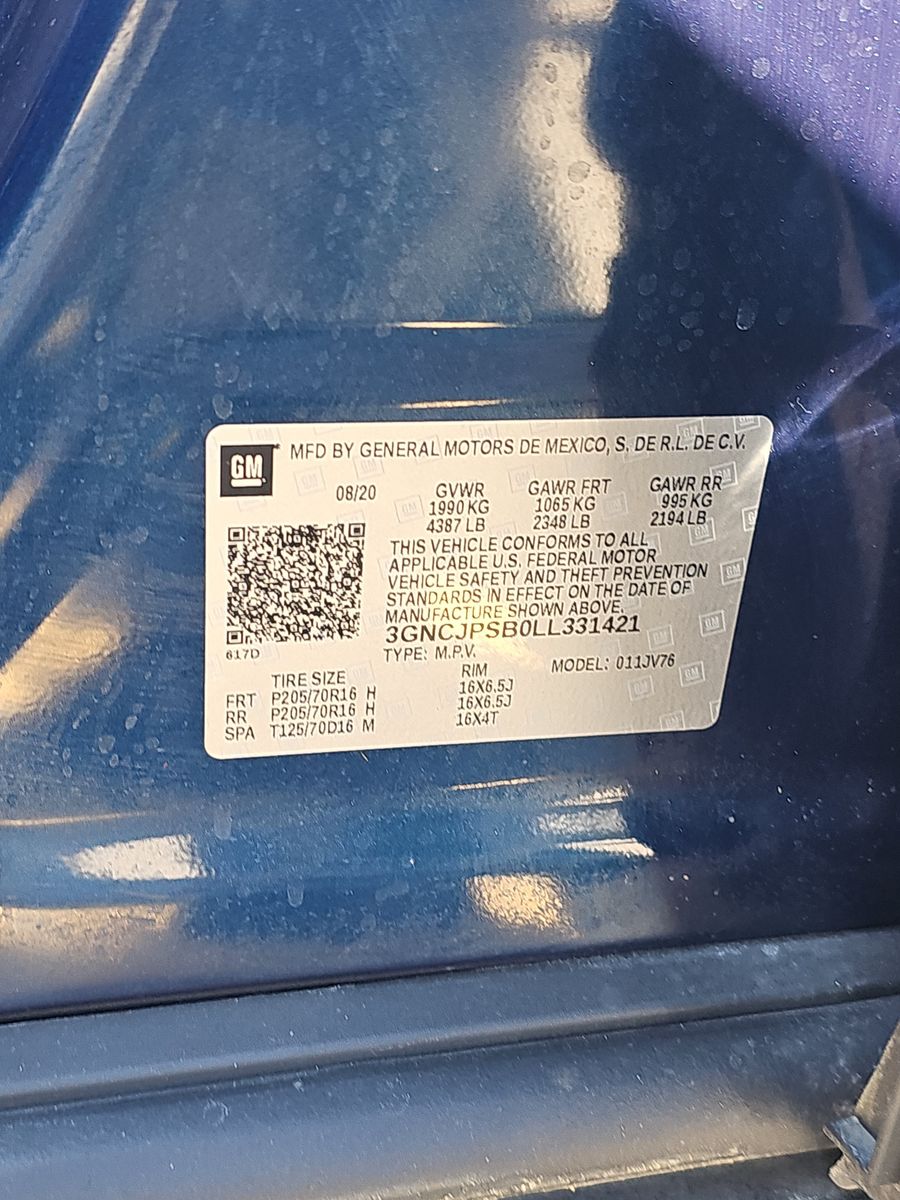 GM
MFD BY GENERAL MOTORS DE MEXICO, S. DE R.L. DE C.V.
08/20 GVWR GAWR FRT GAWR RR
1990 KG 1065 KG 995 KG
4387 LB 2348 LB 2194 LB
THIS VEHICLE CONFORMS TO ALL
APPLICABLE U.S. FEDERAL MOTOR
VEHICLE SAFETY AND THEFT PREVENTION
STANDARDS IN EFFECT ON THE DATE OF
MANUFACTURE SHOWN ABOVE.
3GNCJPSB0LL331421
617D
TYPE: M.P.V. MODEL: 011JV76
TIRE SIZE RIM
FRT P205/70R16 H 16X6.5J
RR P205/70R16 H 16X6.5J
SPA T125/70D16 M 16X4T